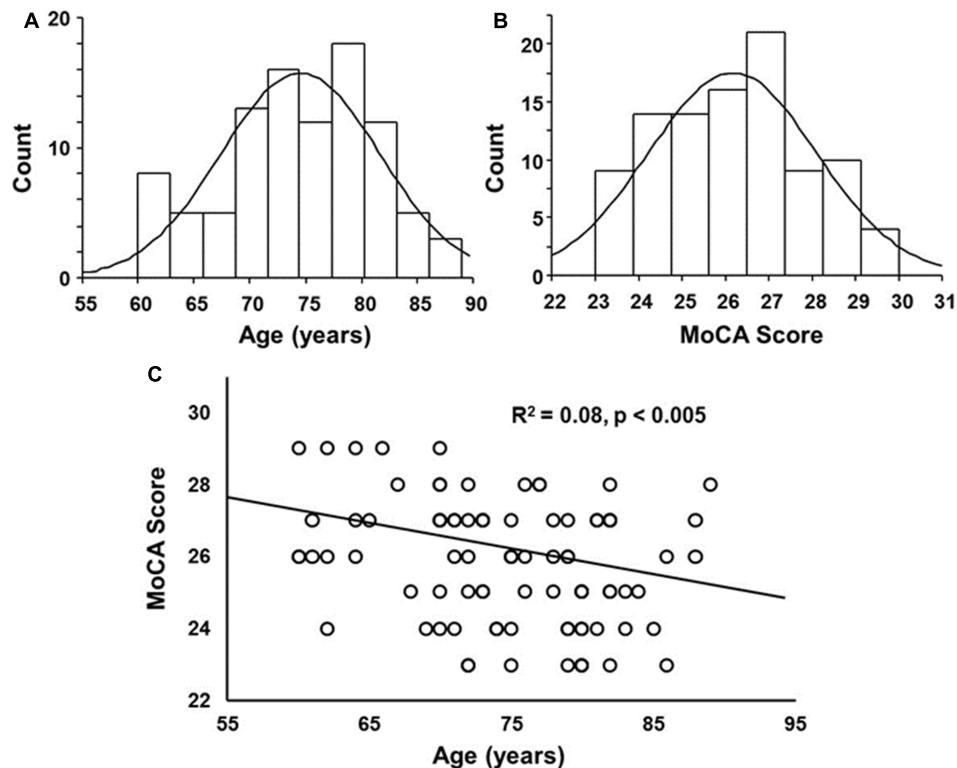 A
20
10
0
Count
55 60 65 70 75 80 85 90
Age (years)
B
20
15
10
5
0
Count
22 23 24 25 26 27 28 29 30 31
MoCA Score
C
R² = 0.08, p < 0.005
30
28
26
24
22
MoCA Score
55 65 75 85 95
Age (years)